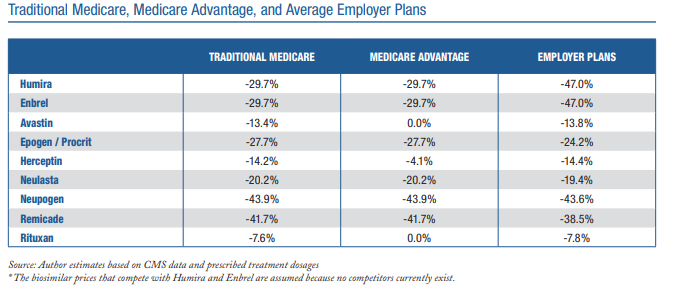 Traditional Medicare, Medicare Advantage, and Average Employer Plans
TRADITIONAL MEDICARE MEDICARE ADVANTAGE EMPLOYER PLANS
Humira -29.7% -29.7% -47.0%
Enbrel -29.7% -29.7% -47.0%
Avastin -13.4% 0.0% -13.8%
Epogen / Procrit -27.7% -27.7% -24.2%
Herceptin -14.2% -4.1% -14.4%
Neulasta -20.2% -20.2% -19.4%
Neupogen -43.9% -43.9% -43.6%
Remicade -41.7% -41.7% -38.5%
Rituxan -7.6% 0.0% -7.8%
Source: Author estimates based on CMS data and prescribed treatment dosages
* The biosimilar prices that compete with Humira and Enbrel are assumed because no competitors currently exist.